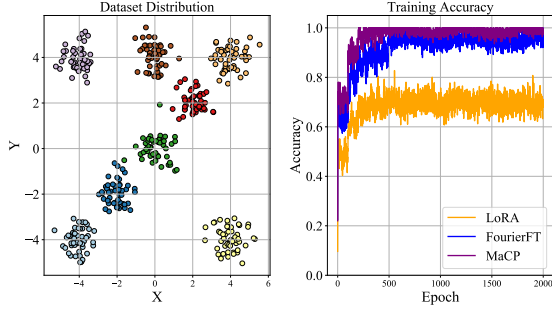 Dataset Distribution
Y
4
2
0
−2
−4
−6
−4
−2
0
2
4
6
X
Training Accuracy
Accuracy
1.0
0.8
0.6
0.4
0.2
0.0
0
500
1000
1500
2000
Epoch
LoRA
FourierFT
MaCP